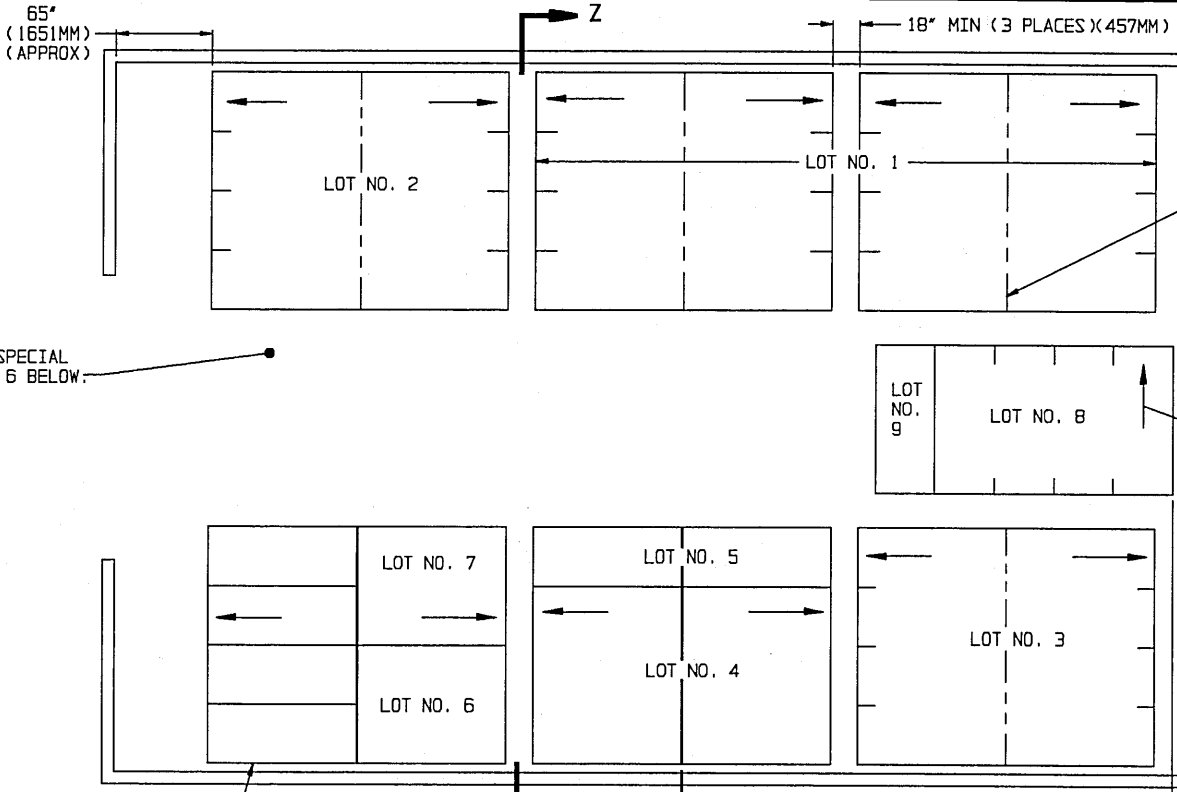 65"
(1651MM)
(APPROX)
Z
18" MIN (3 PLACES)(457MM)
LOT NO. 2
LOT NO. 1
SPECIAL
6 BELOW.
LOT
NO.
9
LOT NO. 8
LOT NO. 7
LOT NO. 5
LOT NO. 3
LOT NO. 4
LOT NO. 6